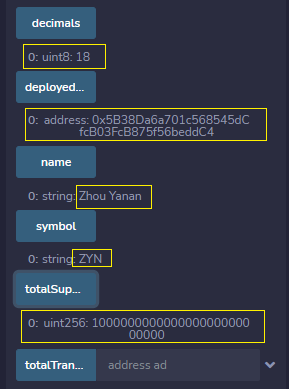 decimals
0: uint8: 18
deployed...
0: address: 0x5B38Da6a701c568545dC
fcB03FcB875f56beddC4
name
0: string: Zhou Yanan
symbol
0: string: ZYN
totalSup...
0: uint256: 1000000000000000000000
00000
totalTran...
address ad